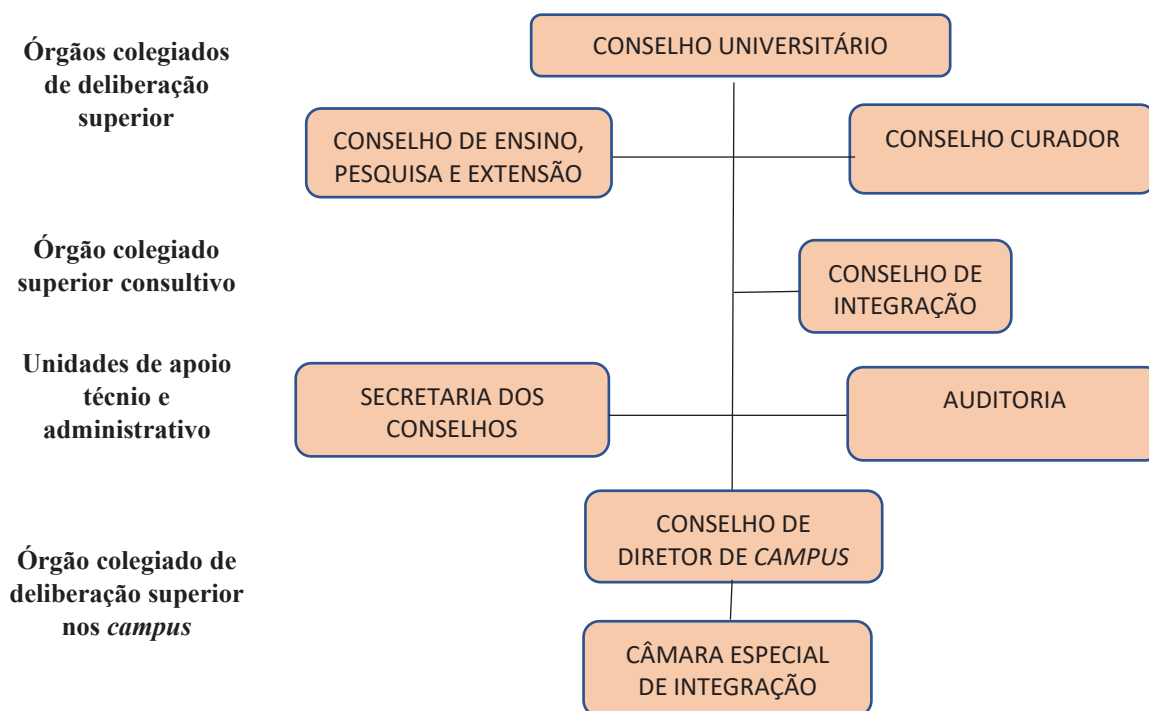 Órgãos colegiados
de deliberação
superior
CONSELHO UNIVERSITÁRIO
CONSELHO DE ENSINO,
PESQUISA E EXTENSÃO
CONSELHO CURADOR
Órgão colegiado
superior consultivo
CONSELHO DE
INTEGRAÇÃO
Unidades de apoio
técnio e
administrativo
SECRETARIA DOS
CONSELHOS
AUDITORIA
Órgão colegiado de
deliberação superior
nos campus
CONSELHO DE
DIRETOR DE CAMPUS
CÂMARA ESPECIAL
DE INTEGRAÇÃO